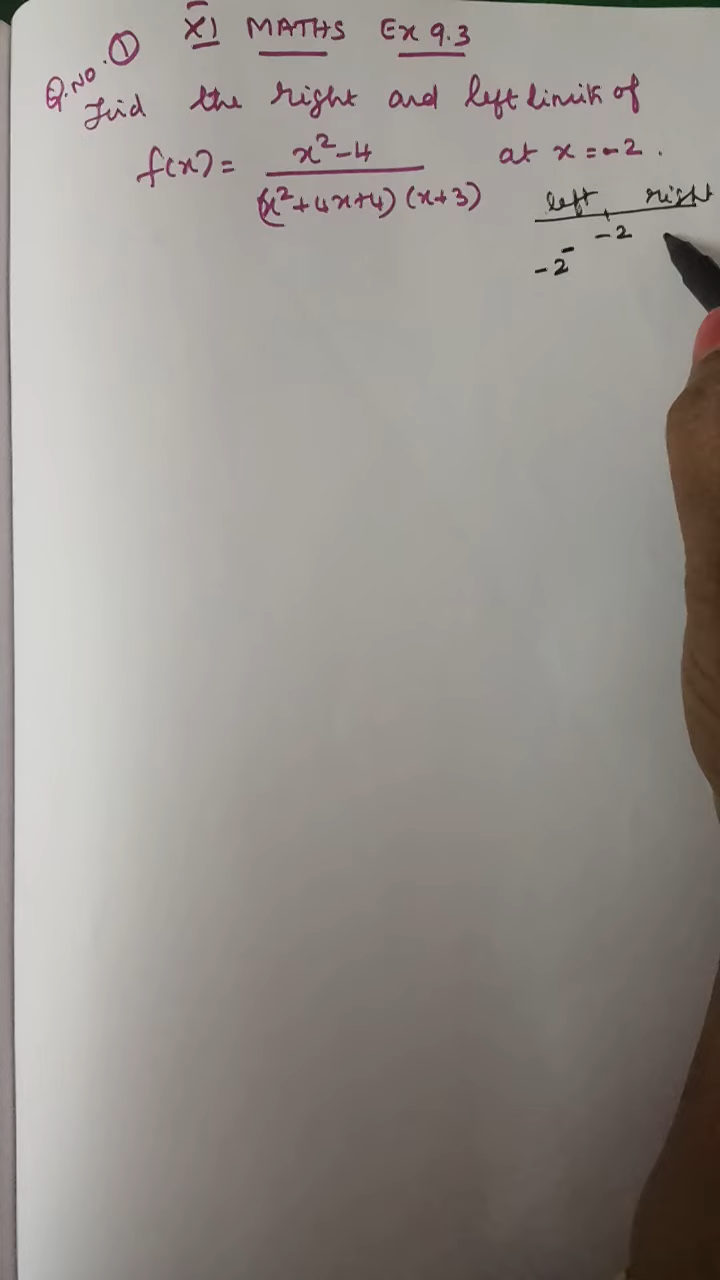 XI MATHS Ex 9.3
Q.NO. ①
Find the right and left limit of
f(x) = x²-4 / (x²+4x+4) (x+3) at x = -2.
left right
-2
-2⁻